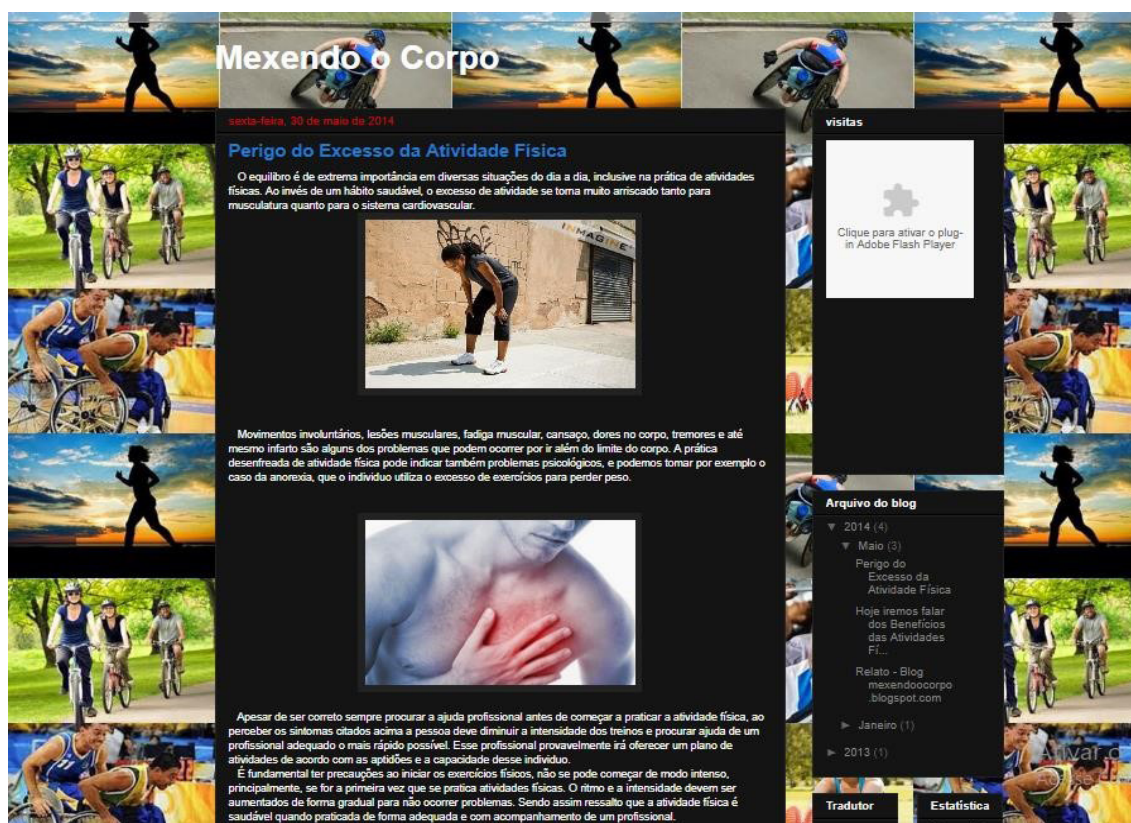 Mexendo o Corpo
sexta-feira, 30 de maio de 2014
Perigo do Excesso da Atividade Física
O equilibro é de extrema importância em diversas situações do dia a dia, inclusive na prática de atividades
físicas. Ao invés de um hábito saudável, o excesso de atividade se torna muito arriscado tanto para
musculatura quanto para o sistema cardiovascular.
INMAGINE
Movimentos involuntários, lesões musculares, fadiga muscular, cansaço, dores no corpo, tremores e até
mesmo infarto são alguns dos problemas que podem ocorrer por ir além do limite do corpo. A prática
desenfreada de atividade física pode indicar também problemas psicológicos, e podemos tomar por exemplo o
caso da anorexia, que o individuo utiliza o excesso de exercícios para perder peso.
Apesar de ser correto sempre procurar a ajuda profissional antes de começar a praticar a atividade física, ao
perceber os sintomas citados acima a pessoa deve diminuir a intensidade dos treinos e procurar ajuda de um
profissional adequado o mais rápido possível. Esse profissional provavelmente irá oferecer um plano de
atividades de acordo com as aptidões e a capacidade desse individuo.
É fundamental ter precauções ao iniciar os exercícios físicos, não se pode começar de modo intenso,
principalmente, se for a primeira vez que se pratica atividades físicas. O ritmo e a intensidade devem ser
aumentados de forma gradual para não ocorrer problemas. Sendo assim ressalto que a atividade física é
saudável quando praticada de forma adequada e com acompanhamento de um profissional.
visitas
Clique para ativar o plug-
in Adobe Flash Player
Arquivo do blog
▼ 2014 (4)
▼ Maio (3)
Perigo do
Excesso da
Atividade Física
Hoje iremos falar
dos Benefícios
das Atividades
Fí...
Relato - Blog
mexendoocorpo
.blogspot.com
► Janeiro (1)
► 2013 (1)
Tradutor
Estatística
11